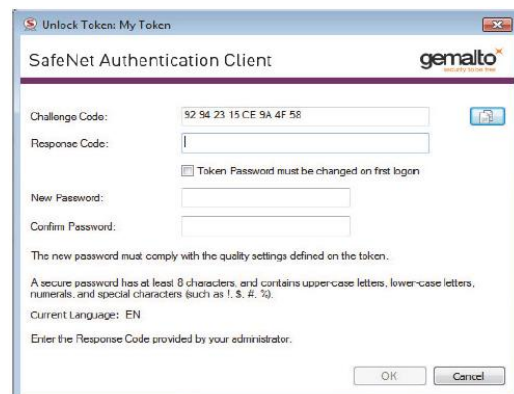 Unlock Token: My Token
SafeNet Authentication Client
gemalto
security to be free
Challenge Code: 92 94 23 15 CE 9A 4F 58
Response Code:
Token Password must be changed on first logon
New Password:
Confirm Password:
The new password must comply with the quality settings defined on the token.
A secure password has at least 8 characters, and contains upper-case letters, lower-case letters,
numerals, and special characters (such as !, $, #, %).
Current Language: EN
Enter the Response Code provided by your administrator.
OK Cancel